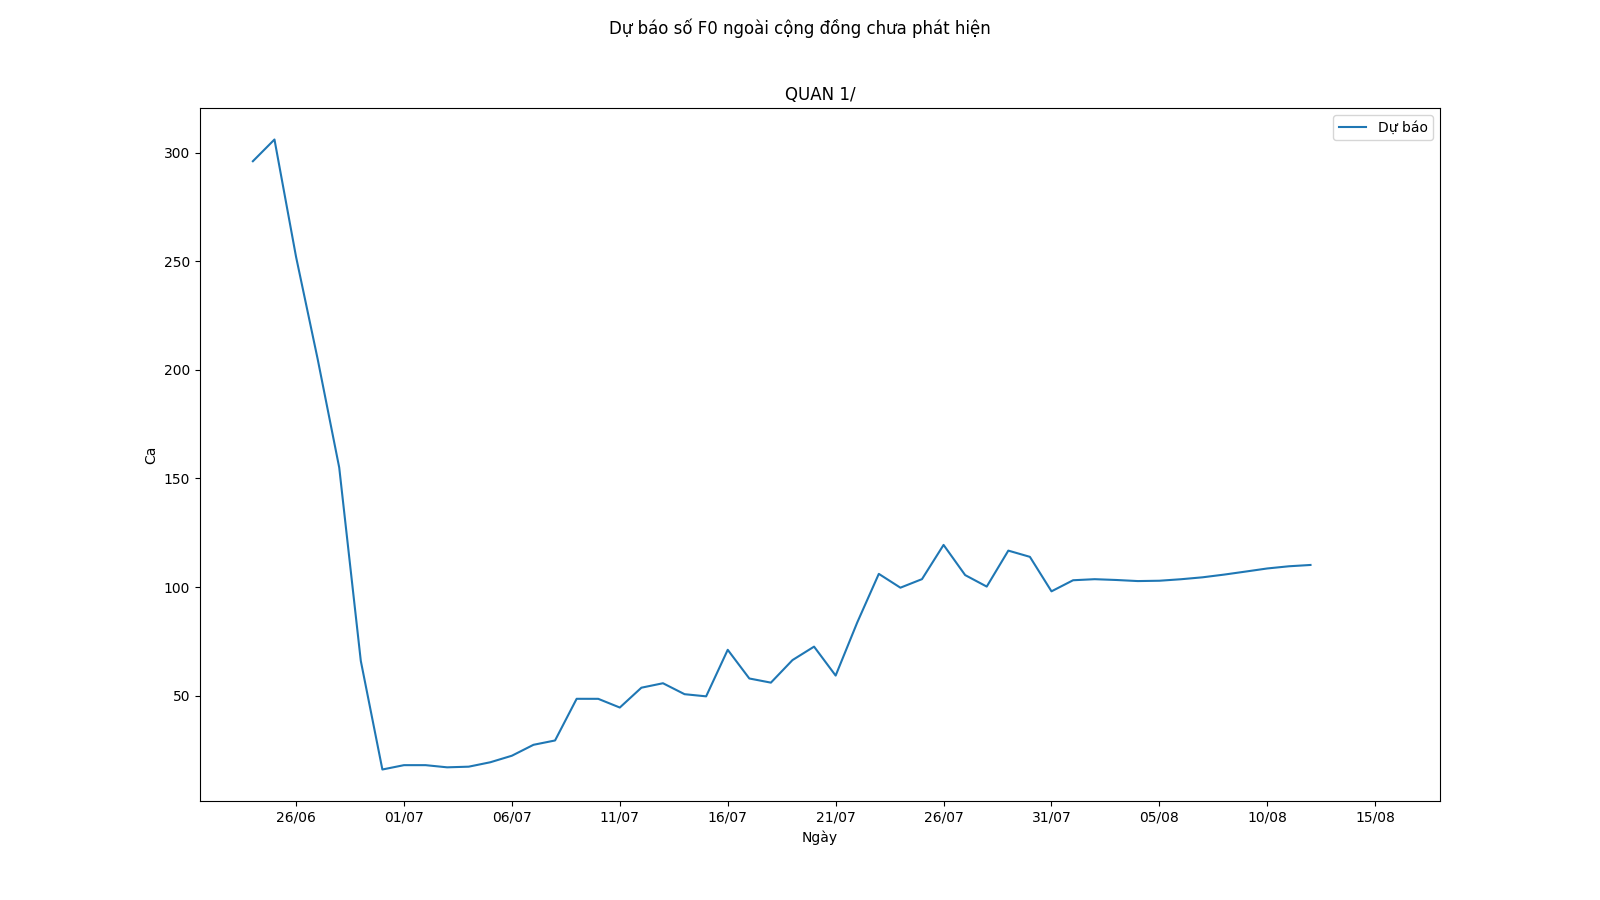 Dự báo số F0 ngoài cộng đồng chưa phát hiện
QUAN 1/
Dự báo
300
250
200
150
100
50
Ca
26/06 01/07 06/07 11/07 16/07 21/07 26/07 31/07 05/08 10/08 15/08
Ngày